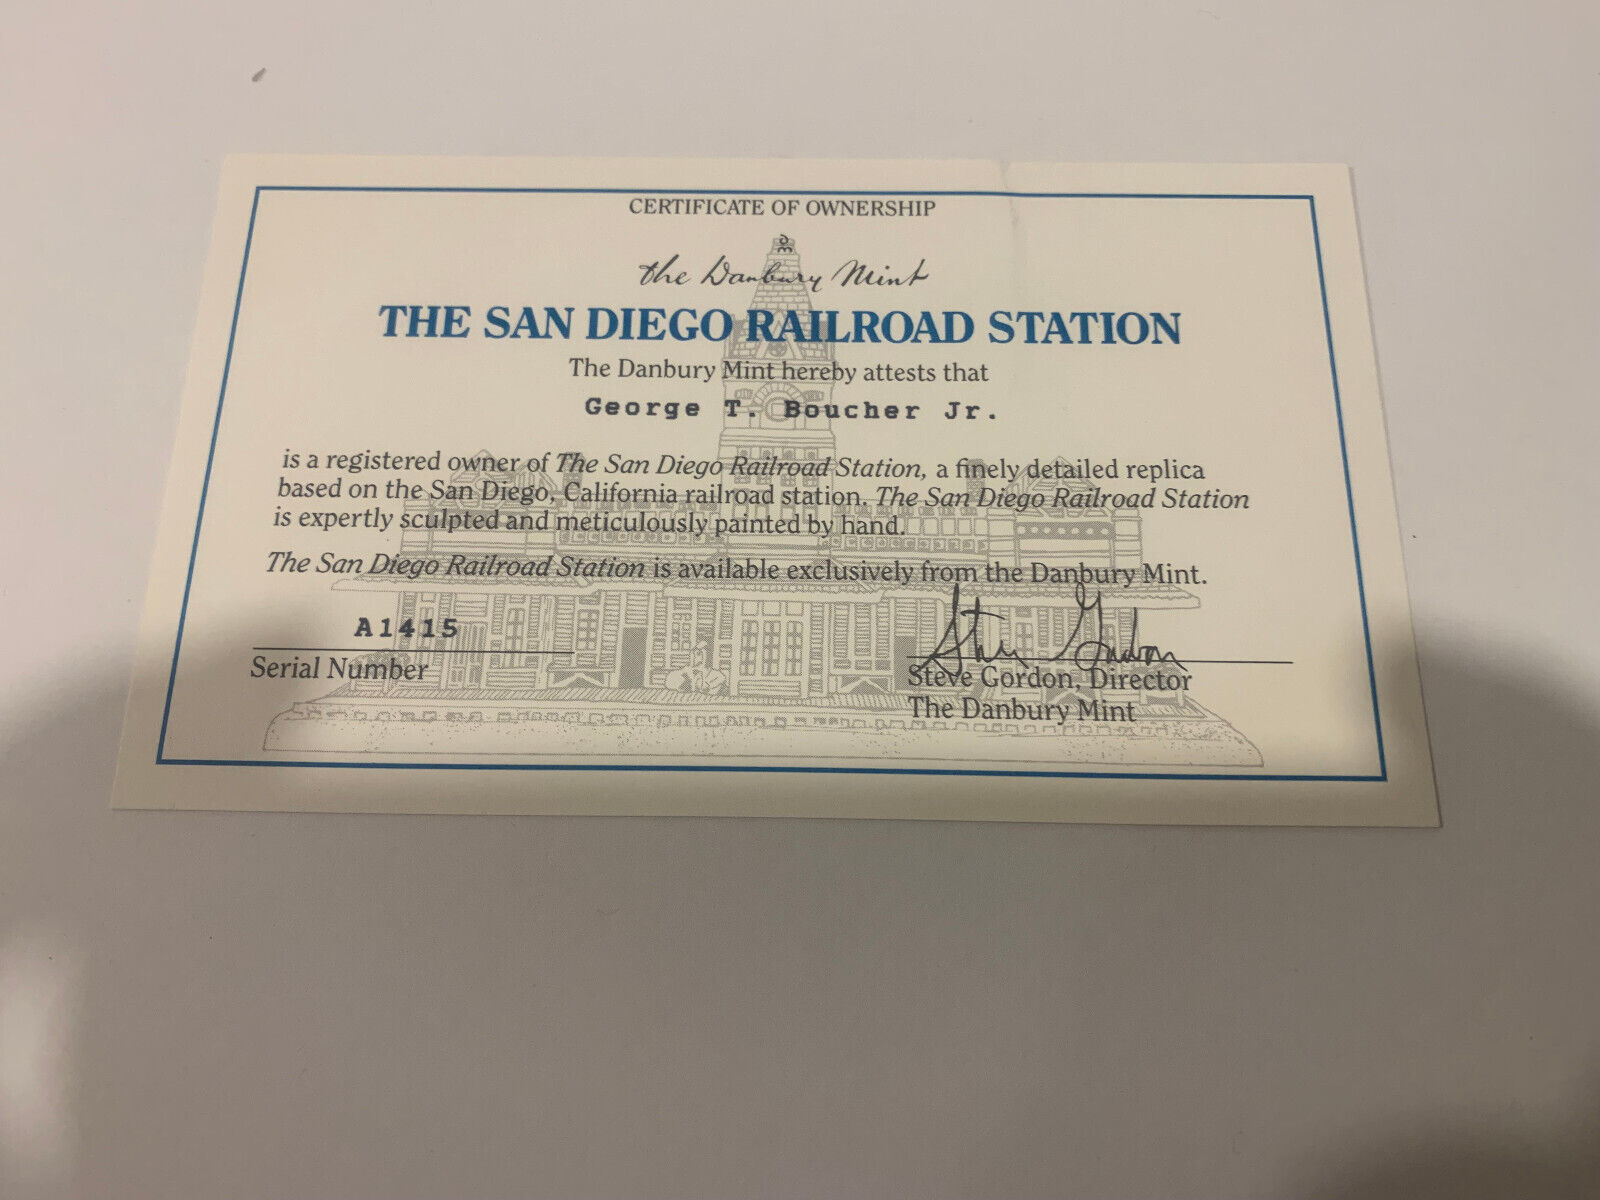 CERTIFICATE OF OWNERSHIP
DM
the Danbury Mint
THE SAN DIEGO RAILROAD STATION
The Danbury Mint hereby attests that
George T. Boucher Jr.
is a registered owner of The San Diego Railroad Station, a finely detailed replica
based on the San Diego, California railroad station. The San Diego Railroad Station
is expertly sculpted and meticulously painted by hand.
The San Diego Railroad Station is available exclusively from the Danbury Mint.
A1415
Serial Number
Steve Gordon
Steve Gordon, Director
The Danbury Mint